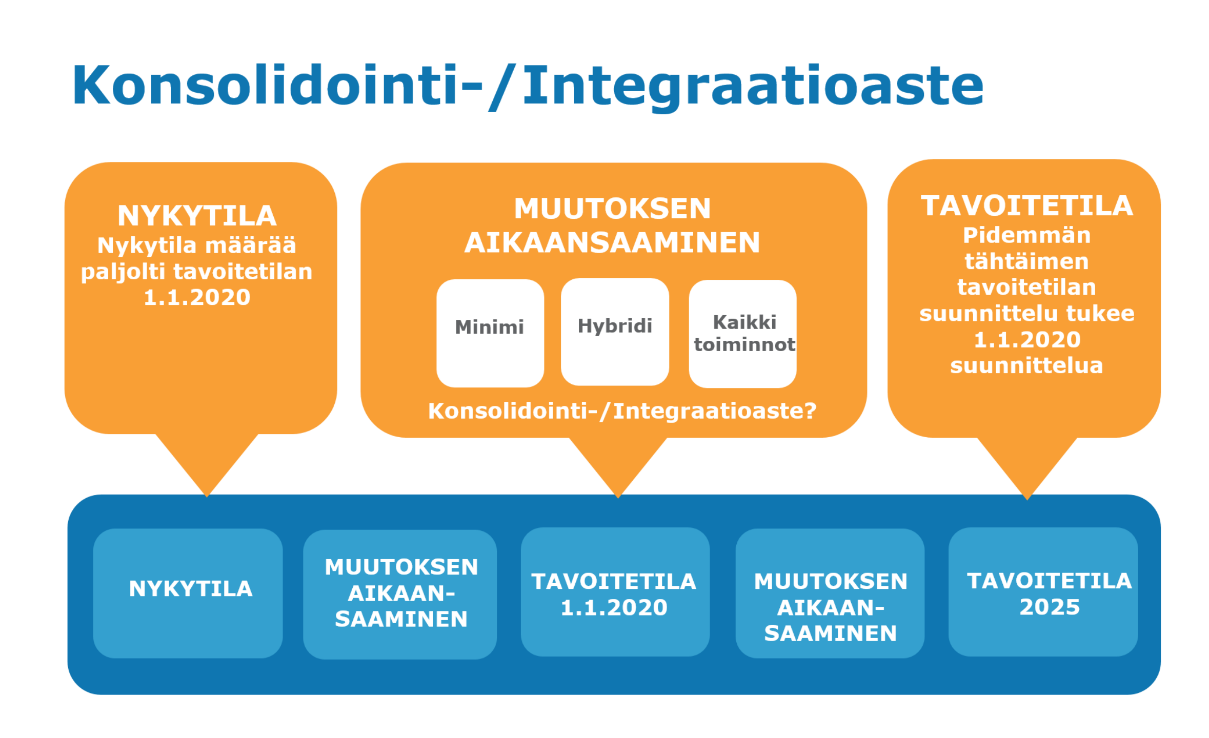 Konsolidointi-/Integraatioaste
NYKYTILA
Nykytila määrää
paljolti tavoitetilan
1.1.2020
MUUTOKSEN
AIKAANSAAMINEN
Minimi
Hybridi
Kaikki
toiminnot
Konsolidointi-/Integraatioaste?
TAVOITETILA
Pidemmän
tähtäimen
tavoitetilan
suunnittelu tukee
1.1.2020
suunnittelua
NYKYTILA
MUUTOKSEN
AIKAAN-
SAAMINEN
TAVOITETILA
1.1.2020
MUUTOKSEN
AIKAAN-
SAAMINEN
TAVOITETILA
2025